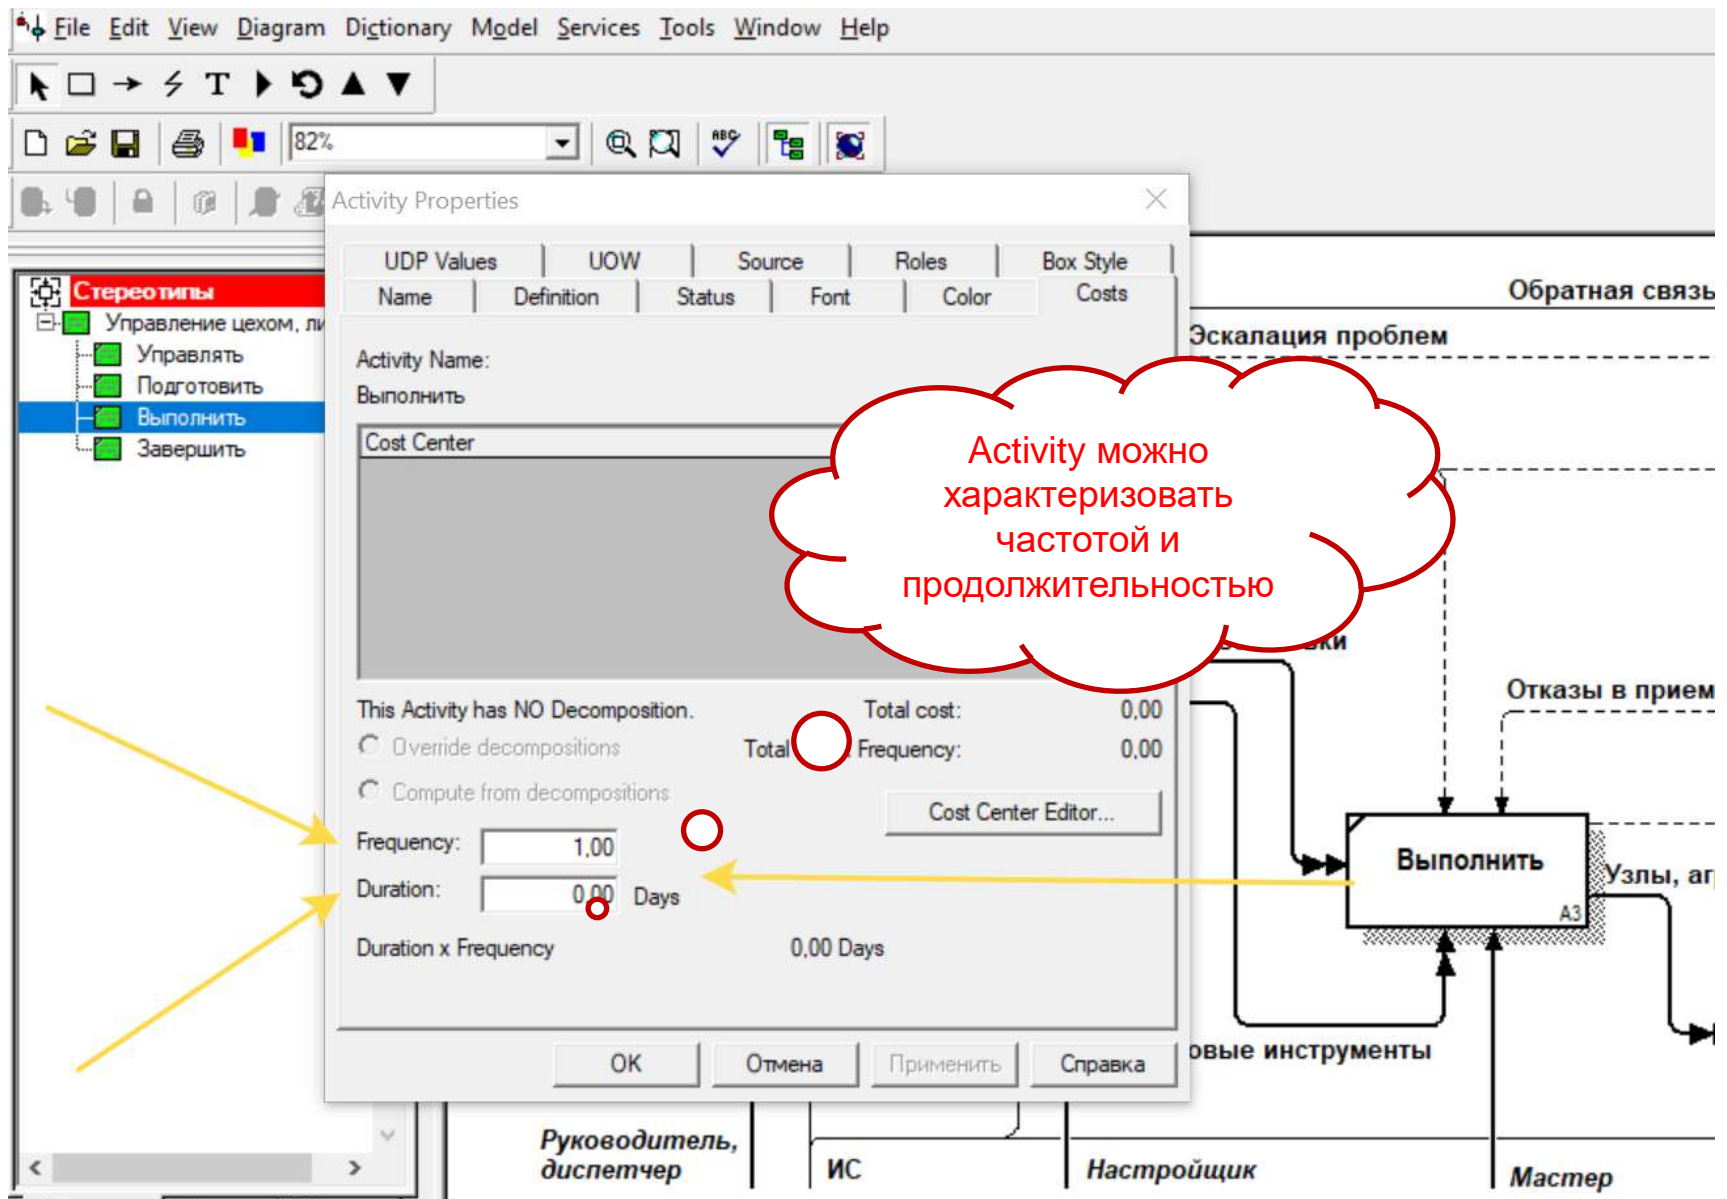 File Edit View Diagram Dictionary Model Services Tools Window Help
T
82%
ABC
Activity Properties
UDP Values UOW Source Roles Box Style
Name Definition Status Font Color Costs
Стереотипы
Управление цехом,
Управлять
Подготовить
Выполнить
Завершить
Activity Name:
Выполнить
Cost Center
Activity можно
характеризовать
частотой и
продолжительностью
This Activity has NO Decomposition.
Total cost: 0,00
Override decompositions
Total Frequency: 0,00
Compute from decompositions
Cost Center Editor...
Frequency: 1,00
Duration: 0,00 Days
Duration x Frequency 0,00 Days
OK Отмена Применить Справка
Обратная связь
Эскалация проблем
Отказы в прием
Выполнить
A3
Узлы,
овые инструменты
Руководитель,
диспетчер
ИС
Настройщик
Мастер